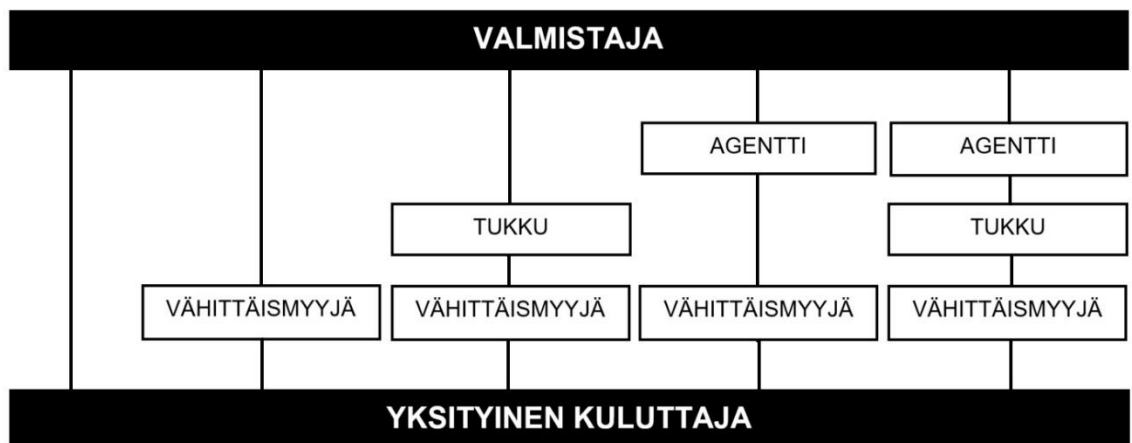 VALMISTAJA
AGENTTI
AGENTTI
TUKKU
TUKKU
VÄHITTÄISMYYJÄ
VÄHITTÄISMYYJÄ
VÄHITTÄISMYYJÄ
VÄHITTÄISMYYJÄ
YKSITYINEN KULUTTAJA